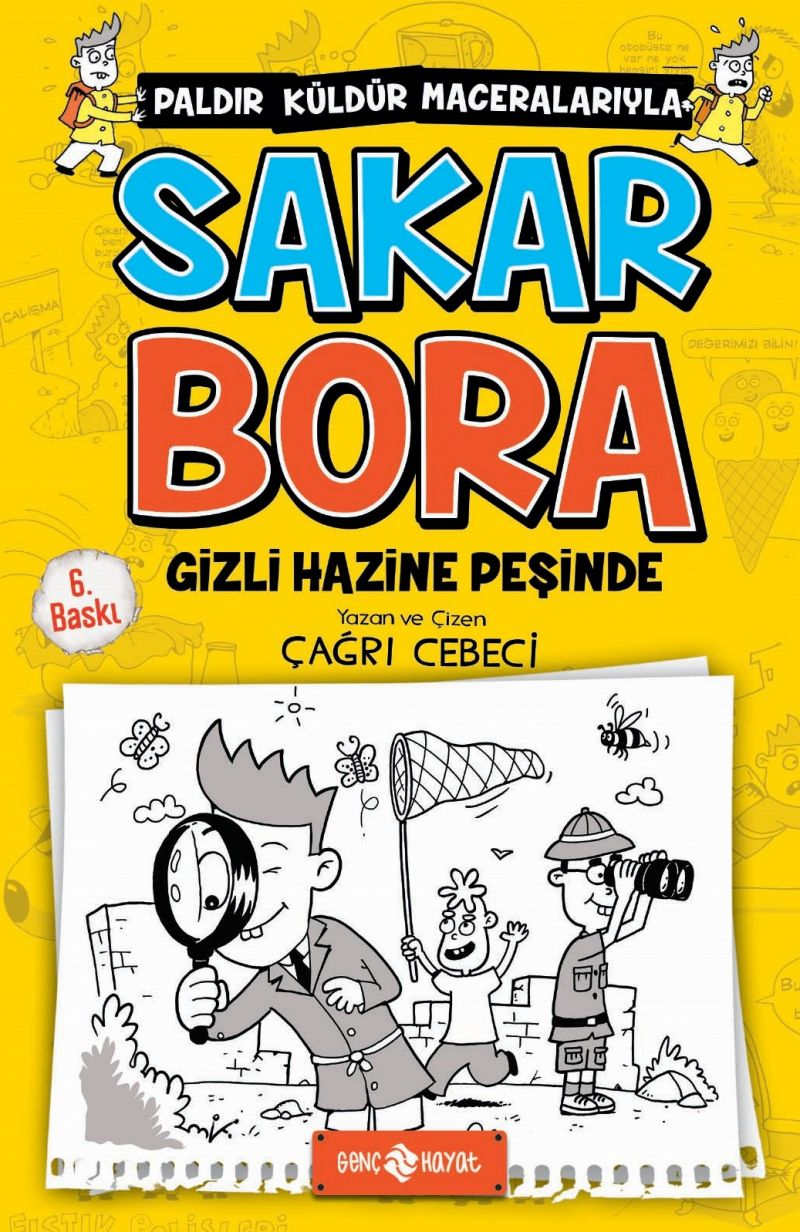 PALDIR KÜLDÜR MACERALARIYLA
SAKAR
BORA
GİZLİ HAZİNE PEŞİNDE
6.
Baskı
Yazan ve Çizen
ÇAĞRI CEBECİ
GENÇ HAYAT
Bu
otobüste ne
var ne yok
ÇALIŞMA
DEĞERİMİZİ BİLİN!